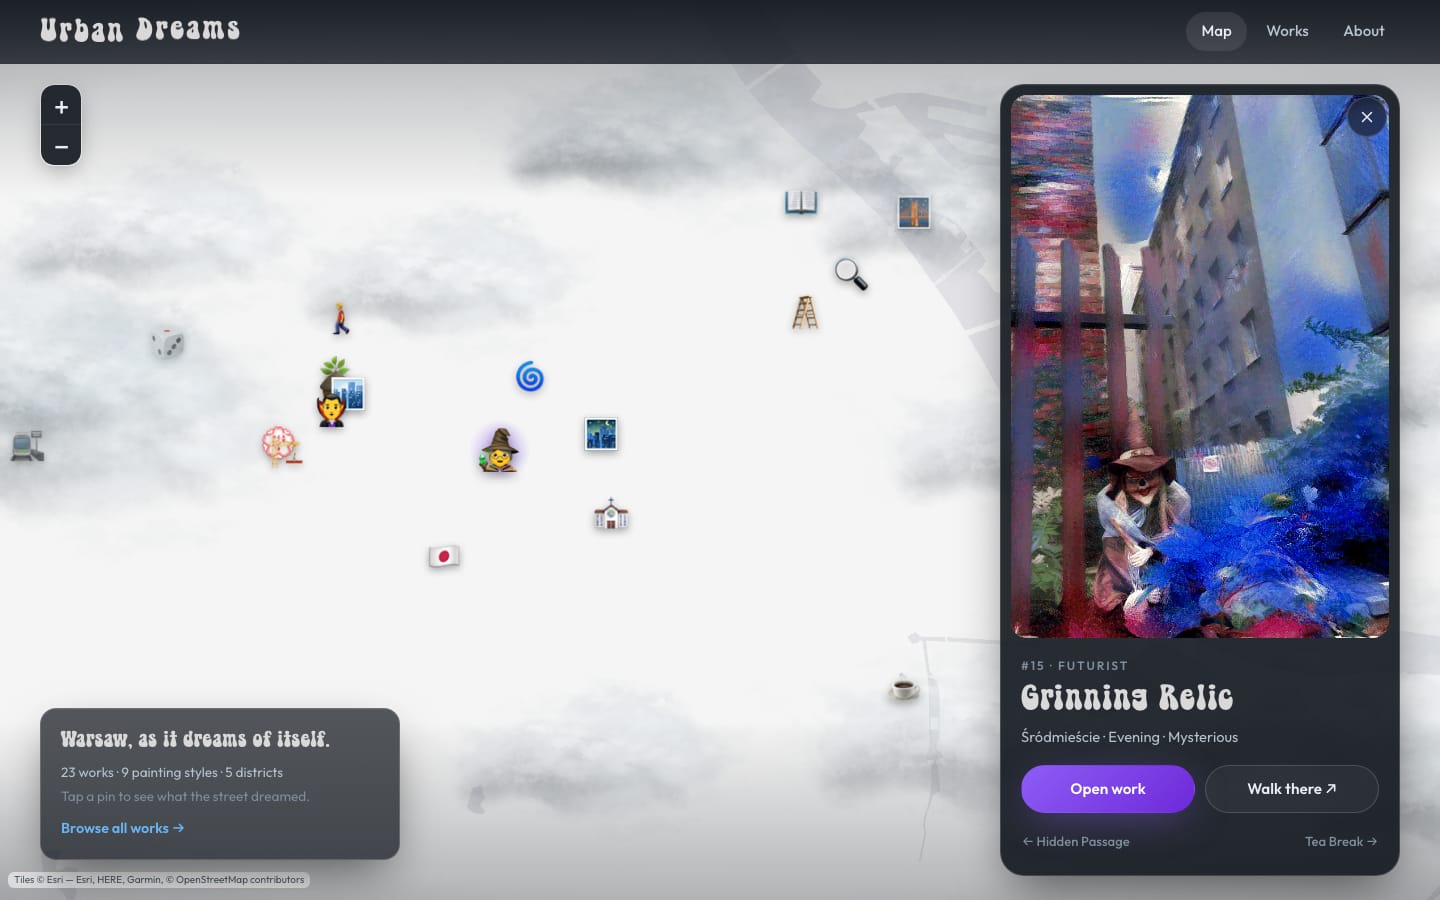 Urban Dreams
Map
Works
About
+
−
#15 · FUTURIST
Grinning Relic
Śródmieście · Evening · Mysterious
Open work
Walk there ↗
← Hidden Passage
Tea Break →
Warsaw, as it dreams of itself.
23 works · 9 painting styles · 5 districts
Tap a pin to see what the street dreamed.
Browse all works →
Tiles © Esri — Esri, HERE, Garmin, © OpenStreetMap contributors